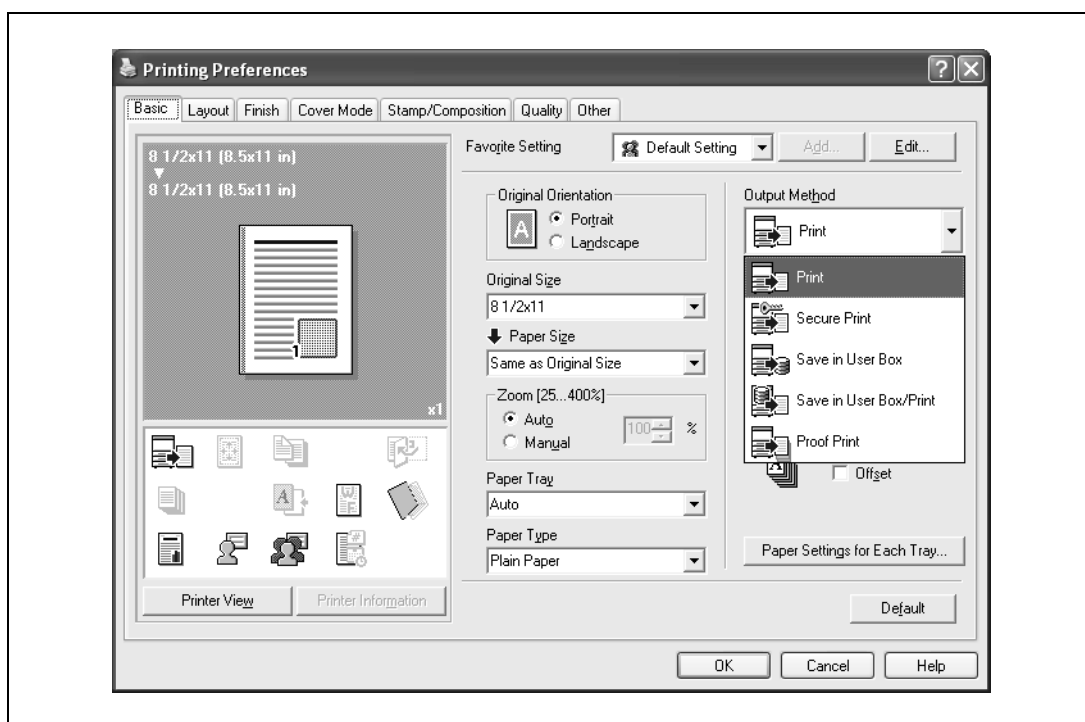 Printing Preferences
Basic Layout Finish Cover Mode Stamp/Composition Quality Other
8 1/2x11 (8.5x11 in)
8 1/2x11 (8.5x11 in)
1
x1
Printer View Printer Information
Favorite Setting Default Setting Add... Edit...
Original Orientation
A
Portrait
Landscape
Original Size
8 1/2x11
Paper Size
Same as Original Size
Zoom [25...400%]
Auto
Manual
100 %
Paper Tray
Auto
Paper Type
Plain Paper
Output Method
Print
Print
Secure Print
Save in User Box
Save in User Box/Print
Proof Print
Offset
Paper Settings for Each Tray...
Default
OK Cancel Help